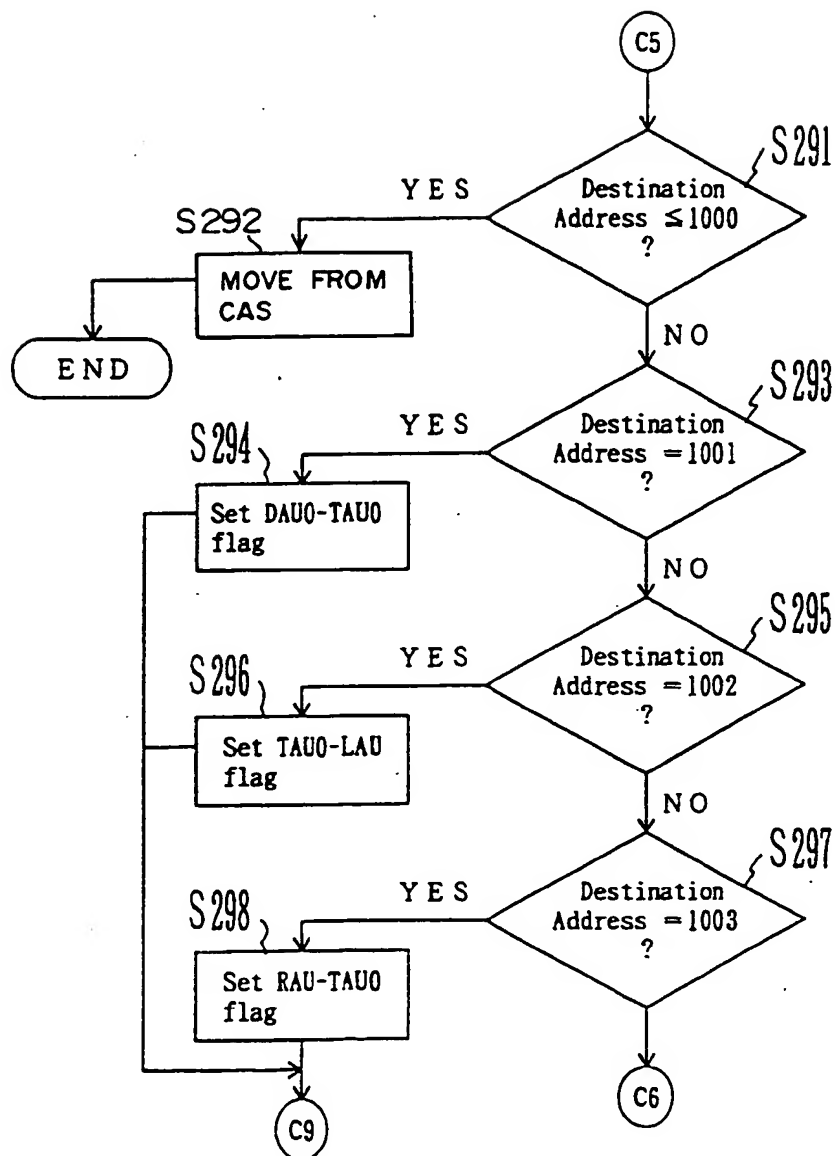 C5
S291
Destination
Address ≦1000
?
YES
S292
MOVE FROM
CAS
END
NO
S293
Destination
Address =1001
?
YES
S294
Set DAU0-TAU0
flag
NO
S295
Destination
Address =1002
?
YES
S296
Set TAU0-LAU
flag
NO
S297
Destination
Address =1003
?
YES
S298
Set RAU-TAU0
flag
C9
C6